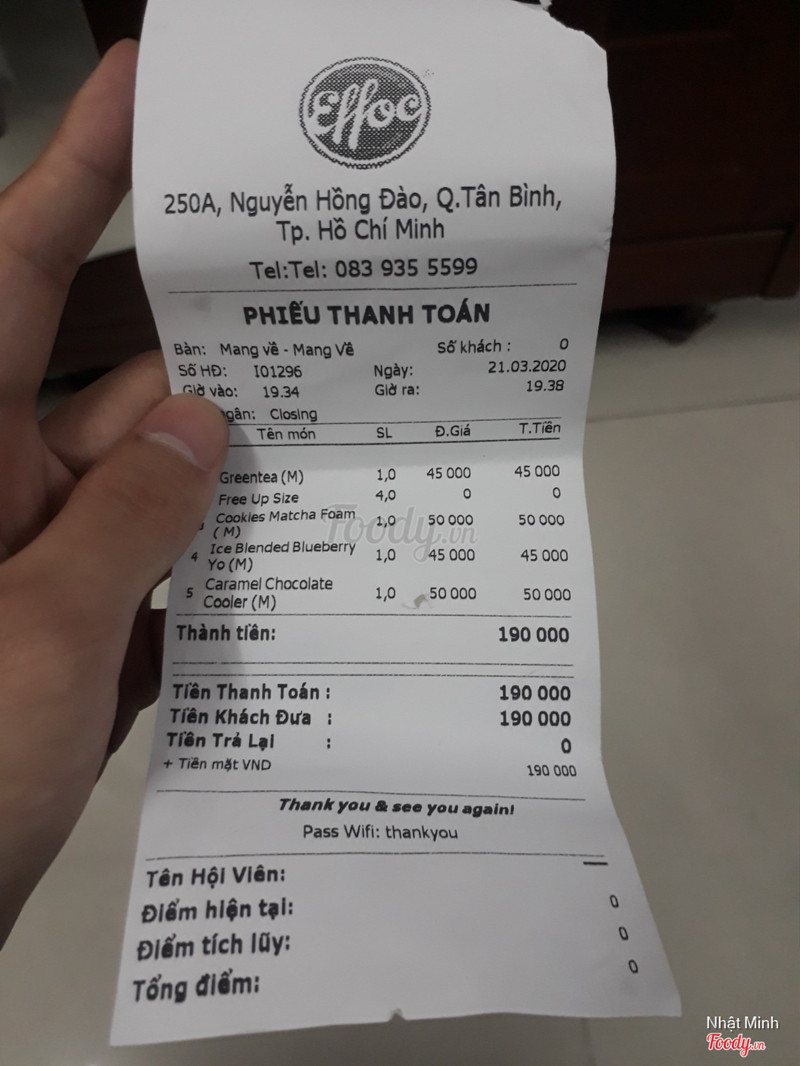 Effoc
250A, Nguyễn Hồng Đào, Q.Tân Bình,
Tp. Hồ Chí Minh
Tel:Tel: 083 935 5599
PHIẾU THANH TOÁN
Bàn: Mang về - Mang Về Số khách : 0
Số HĐ: I01296 Ngày: 21.03.2020
Giờ vào: 19.34 Giờ ra: 19.38
gân: Closing
Tên món SL Đ.Giá T.Tiền
Greentea (M) 1,0 45 000 45 000
Free Up Size 4,0 0 0
3 Cookies Matcha Foam 1,0 50 000 50 000
( M)
4 Ice Blended Blueberry 1,0 45 000 45 000
Yo (M)
5 Caramel Chocolate 1,0 50 000 50 000
Cooler (M)
Thành tiền: 190 000
Tiền Thanh Toán : 190 000
Tiền Khách Đưa : 190 000
Tiền Trả Lại : 0
+ Tiền mặt VND 190 000
Thank you & see you again!
Pass Wifi: thankyou
Tên Hội Viên:
Điểm hiện tại: 0
Điểm tích lũy: 0
Tổng điểm: 0
Foody.vn
Nhật Minh
Foody.vn